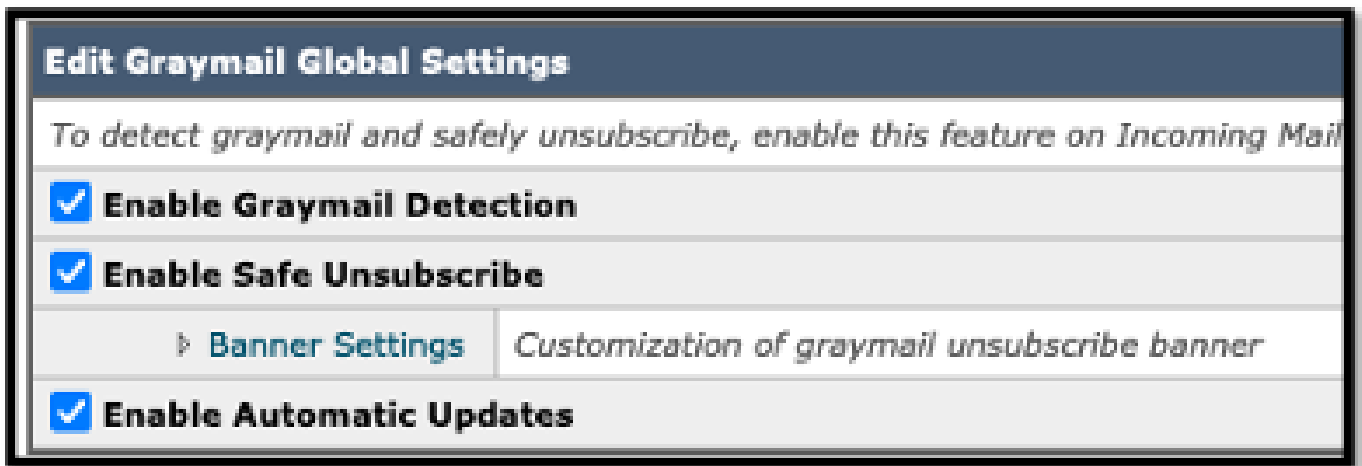 Edit Graymail Global Settings
To detect graymail and safely unsubscribe, enable this feature on Incoming Mail
Enable Graymail Detection
Enable Safe Unsubscribe
Banner Settings Customization of graymail unsubscribe banner
Enable Automatic Updates